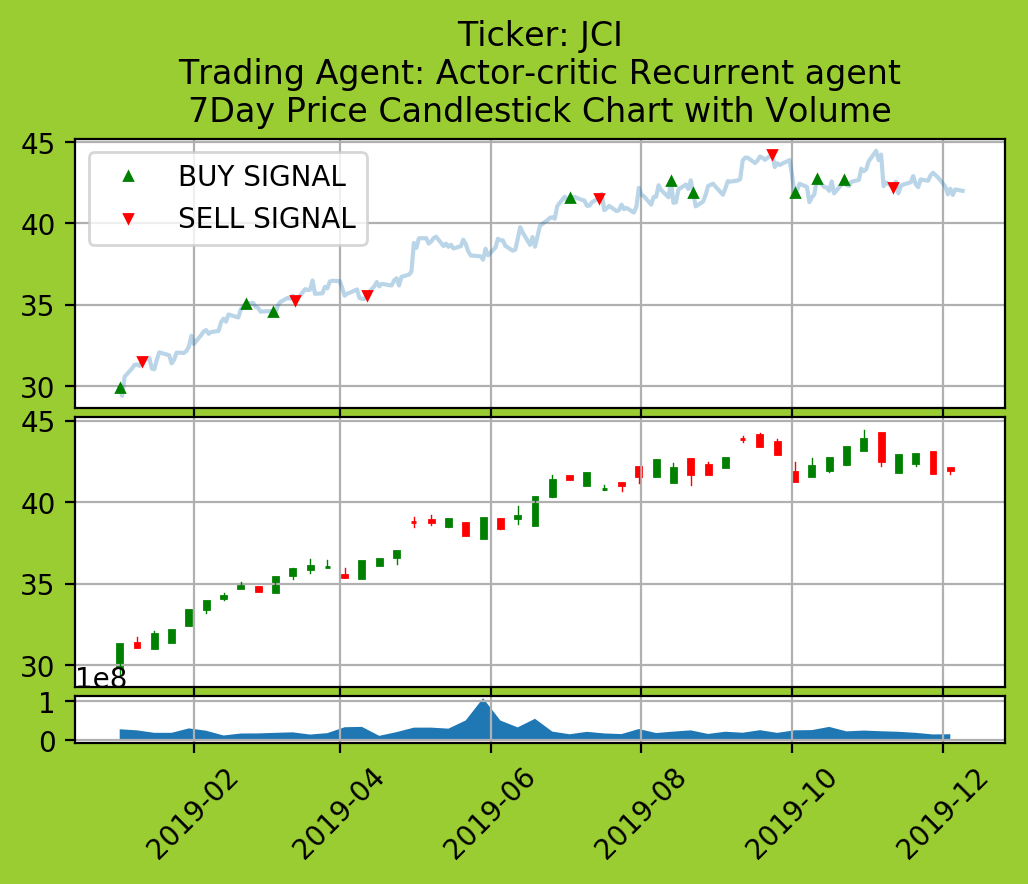 Ticker: JCI
Trading Agent: Actor-critic Recurrent agent
7Day Price Candlestick Chart with Volume
45
BUY SIGNAL
SELL SIGNAL
40
35
30
45
40
35
30
1e8
1
0
2019-02
2019-04
2019-06
2019-08
2019-10
2019-12